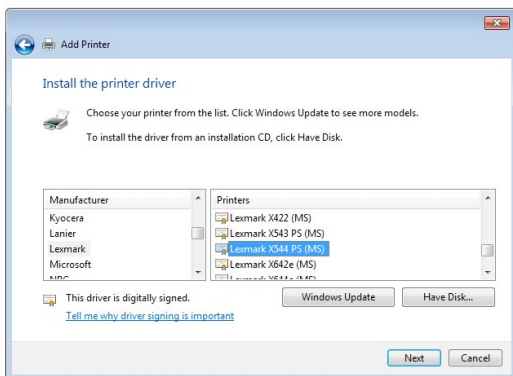 Add Printer
Install the printer driver
Choose your printer from the list. Click Windows Update to see more models.
To install the driver from an installation CD, click Have Disk.
Manufacturer
Kyocera
Lanier
Lexmark
Microsoft
Printers
Lexmark X422 (MS)
Lexmark X543 PS (MS)
Lexmark X544 PS (MS)
Lexmark X642e (MS)
This driver is digitally signed.
Tell me why driver signing is important
Windows Update
Have Disk...
Next
Cancel